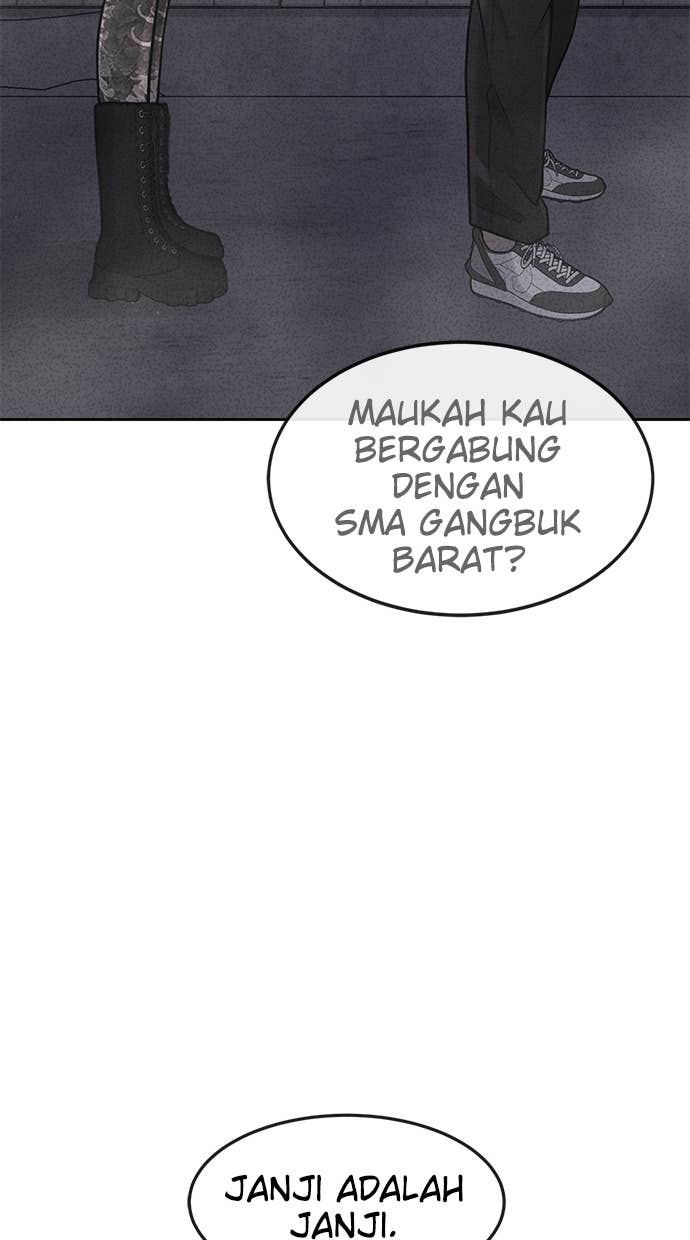 MAUKAH KAU
BERGABUNG
DENGAN
SMA GANGBUK
BARAT?
JANJI ADALAH
JANJI.